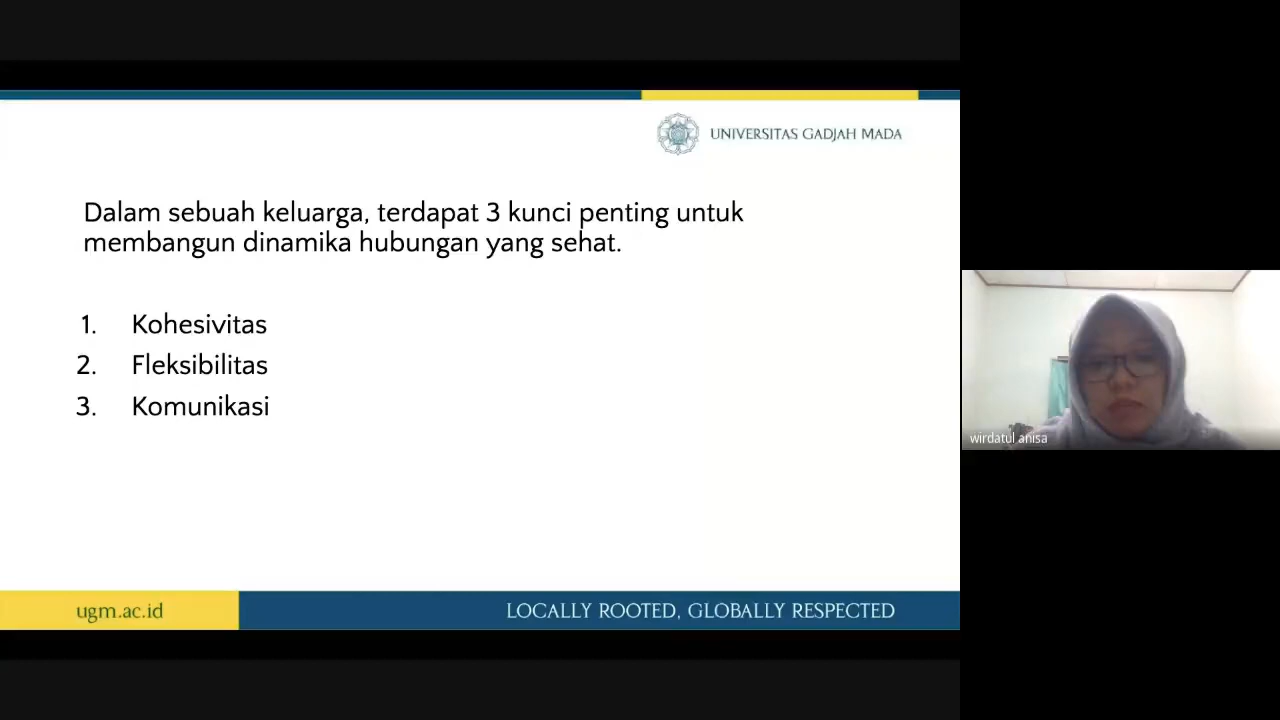 UNIVERSITAS GADJAH MADA
Dalam sebuah keluarga, terdapat 3 kunci penting untuk
membangun dinamika hubungan yang sehat.
1. Kohesivitas
2. Fleksibilitas
3. Komunikasi
wirdatul anisa
ugm.ac.id
LOCALLY ROOTED, GLOBALLY RESPECTED